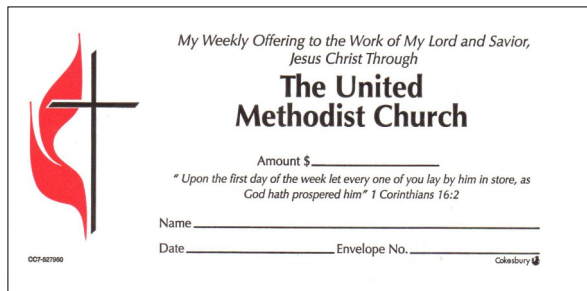 My Weekly Offering to the Work of My Lord and Savior,
Jesus Christ Through
The United
Methodist Church
Amount $
" Upon the first day of the week let every one of you lay by him in store, as
God hath prospered him" 1 Corinthians 16:2
Name
Date Envelope No.
CC7-527960 Cokesbury